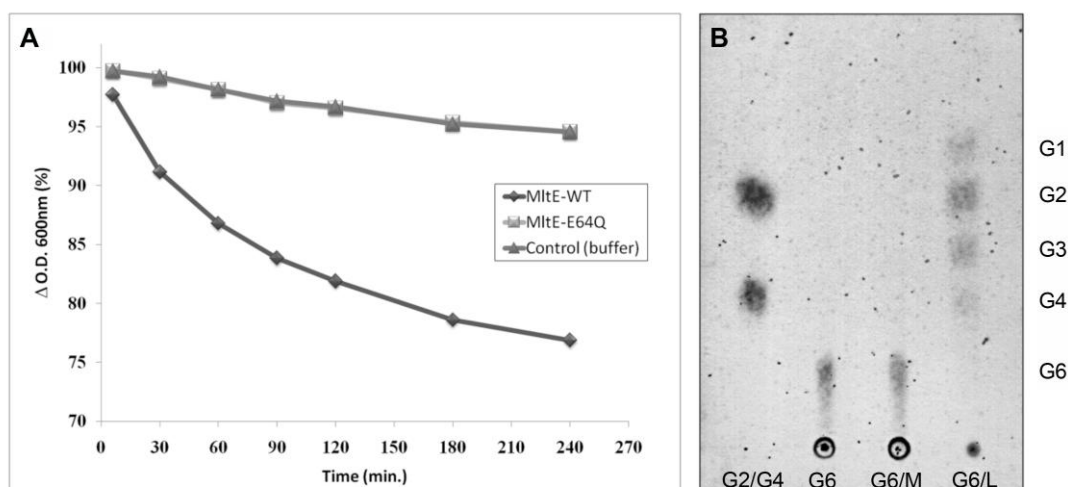 A
Δ O.D. 600nm (%)
100
95
90
85
80
75
70
0 30 60 90 120 150 180 210 240 270
Time (min.)
MltE-WT
MltE-E64Q
Control (buffer)
B
G1
G2
G3
G4
G6
G2/G4 G6 G6/M G6/L